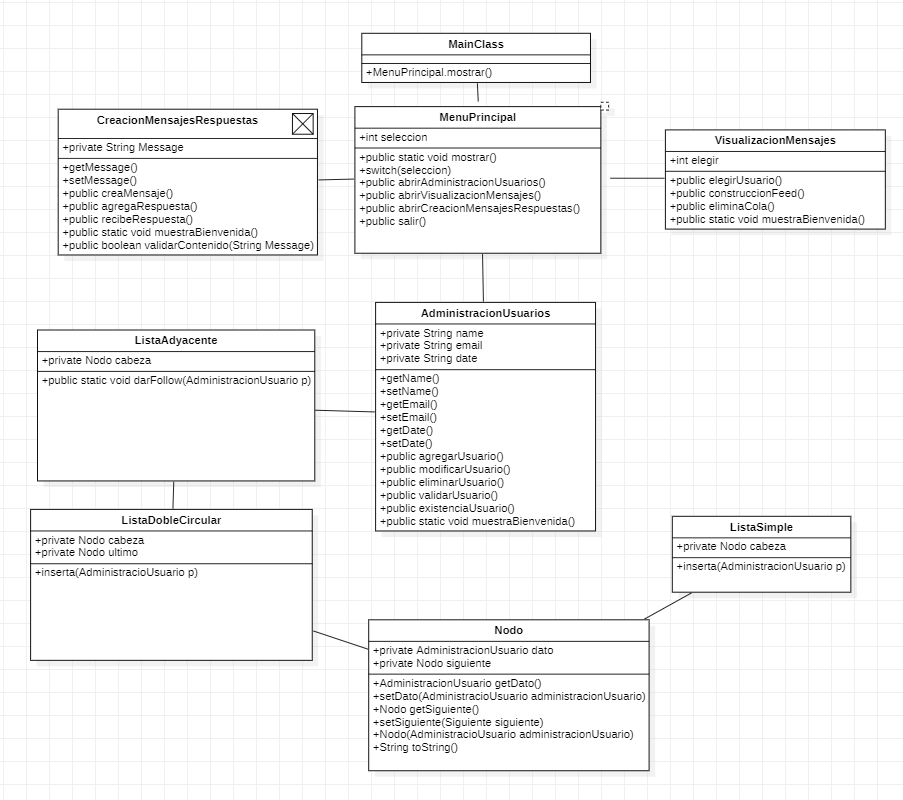 MainClass
+MenuPrincipal.mostrar()
CreacionMensajesRespuestas
+private String Message
+getMessage()
+setMessage()
+public creaMensaje()
+public agregaRespuesta()
+public recibeRespuesta()
+public static void muestraBienvenida()
+public boolean validarContenido(String Message)
MenuPrincipal
+int seleccion
+public static void mostrar()
+switch(seleccion)
+public abrirAdministracionUsuarios()
+public abrirVisualizacionMensajes()
+public abrirCreacionMensajesRespuestas()
+public salir()
VisualizacionMensajes
+int elegir
+public elegirUsuario()
+public construccionFeed()
+public eliminaCola()
+public static void muestraBienvenida()
AdministracionUsuarios
+private String name
+private String email
+private String date
+getName()
+setName()
+getEmail()
+setEmail()
+getDate()
+setDate()
+public agregarUsuario()
+public modificarUsuario()
+public eliminarUsuario()
+public validarUsuario()
+public existenciaUsuario()
+public static void muestraBienvenida()
ListaAdyacente
+private Nodo cabeza
+public static void darFollow(AdministracionUsuario p)
ListaDobleCircular
+private Nodo cabeza
+private Nodo ultimo
+inserta(AdministracioUsuario p)
ListaSimple
+private Nodo cabeza
+inserta(AdministracionUsuario p)
Nodo
+private AdministracionUsuario dato
+private Nodo siguiente
+AdministracionUsuario getDato()
+setDato(AdministracioUsuario administracionUsuario)
+Nodo getSiguiente()
+setSiguiente(Siguiente siguiente)
+Nodo(AdministracioUsuario administracionUsuario)
+String toString()